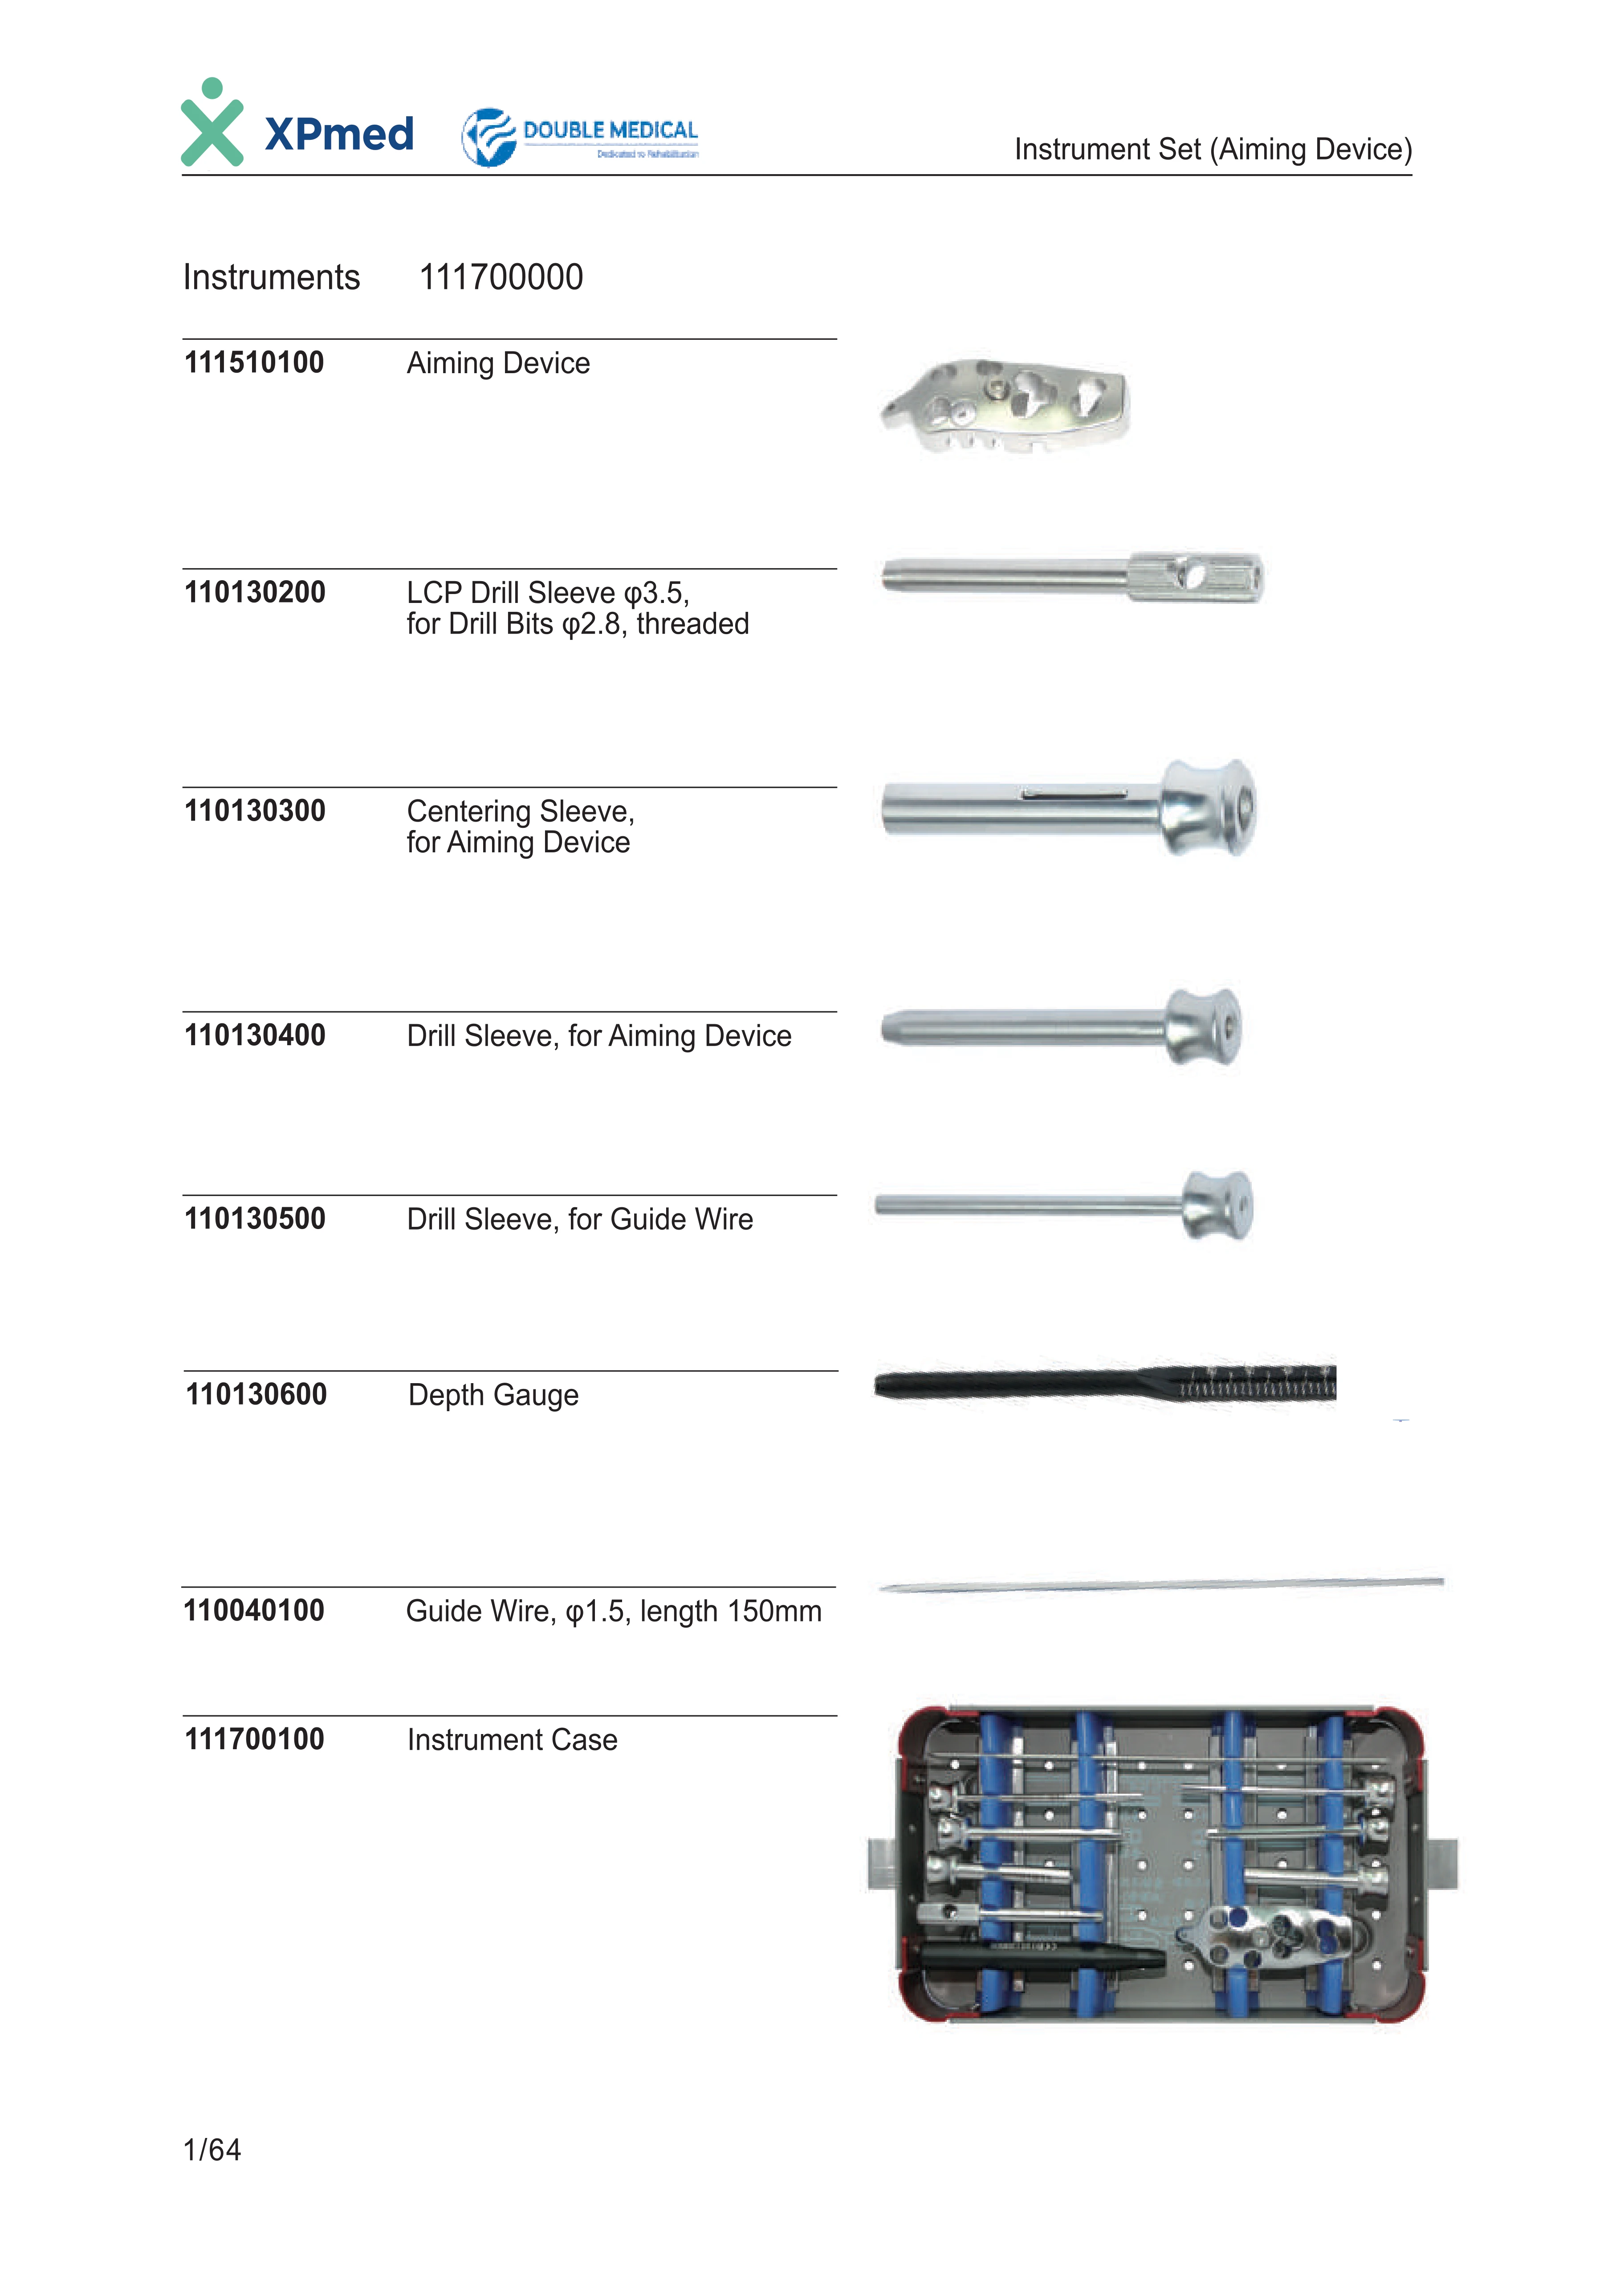 XPmed
DOUBLE MEDICAL
Dedicated to Rehabilitation
Instrument Set (Aiming Device)
Instruments 111700000
111510100 Aiming Device
110130200 LCP Drill Sleeve φ3.5,
for Drill Bits φ2.8, threaded
110130300 Centering Sleeve,
for Aiming Device
110130400 Drill Sleeve, for Aiming Device
110130500 Drill Sleeve, for Guide Wire
110130600 Depth Gauge
110040100 Guide Wire, φ1.5, length 150mm
111700100 Instrument Case
1/64